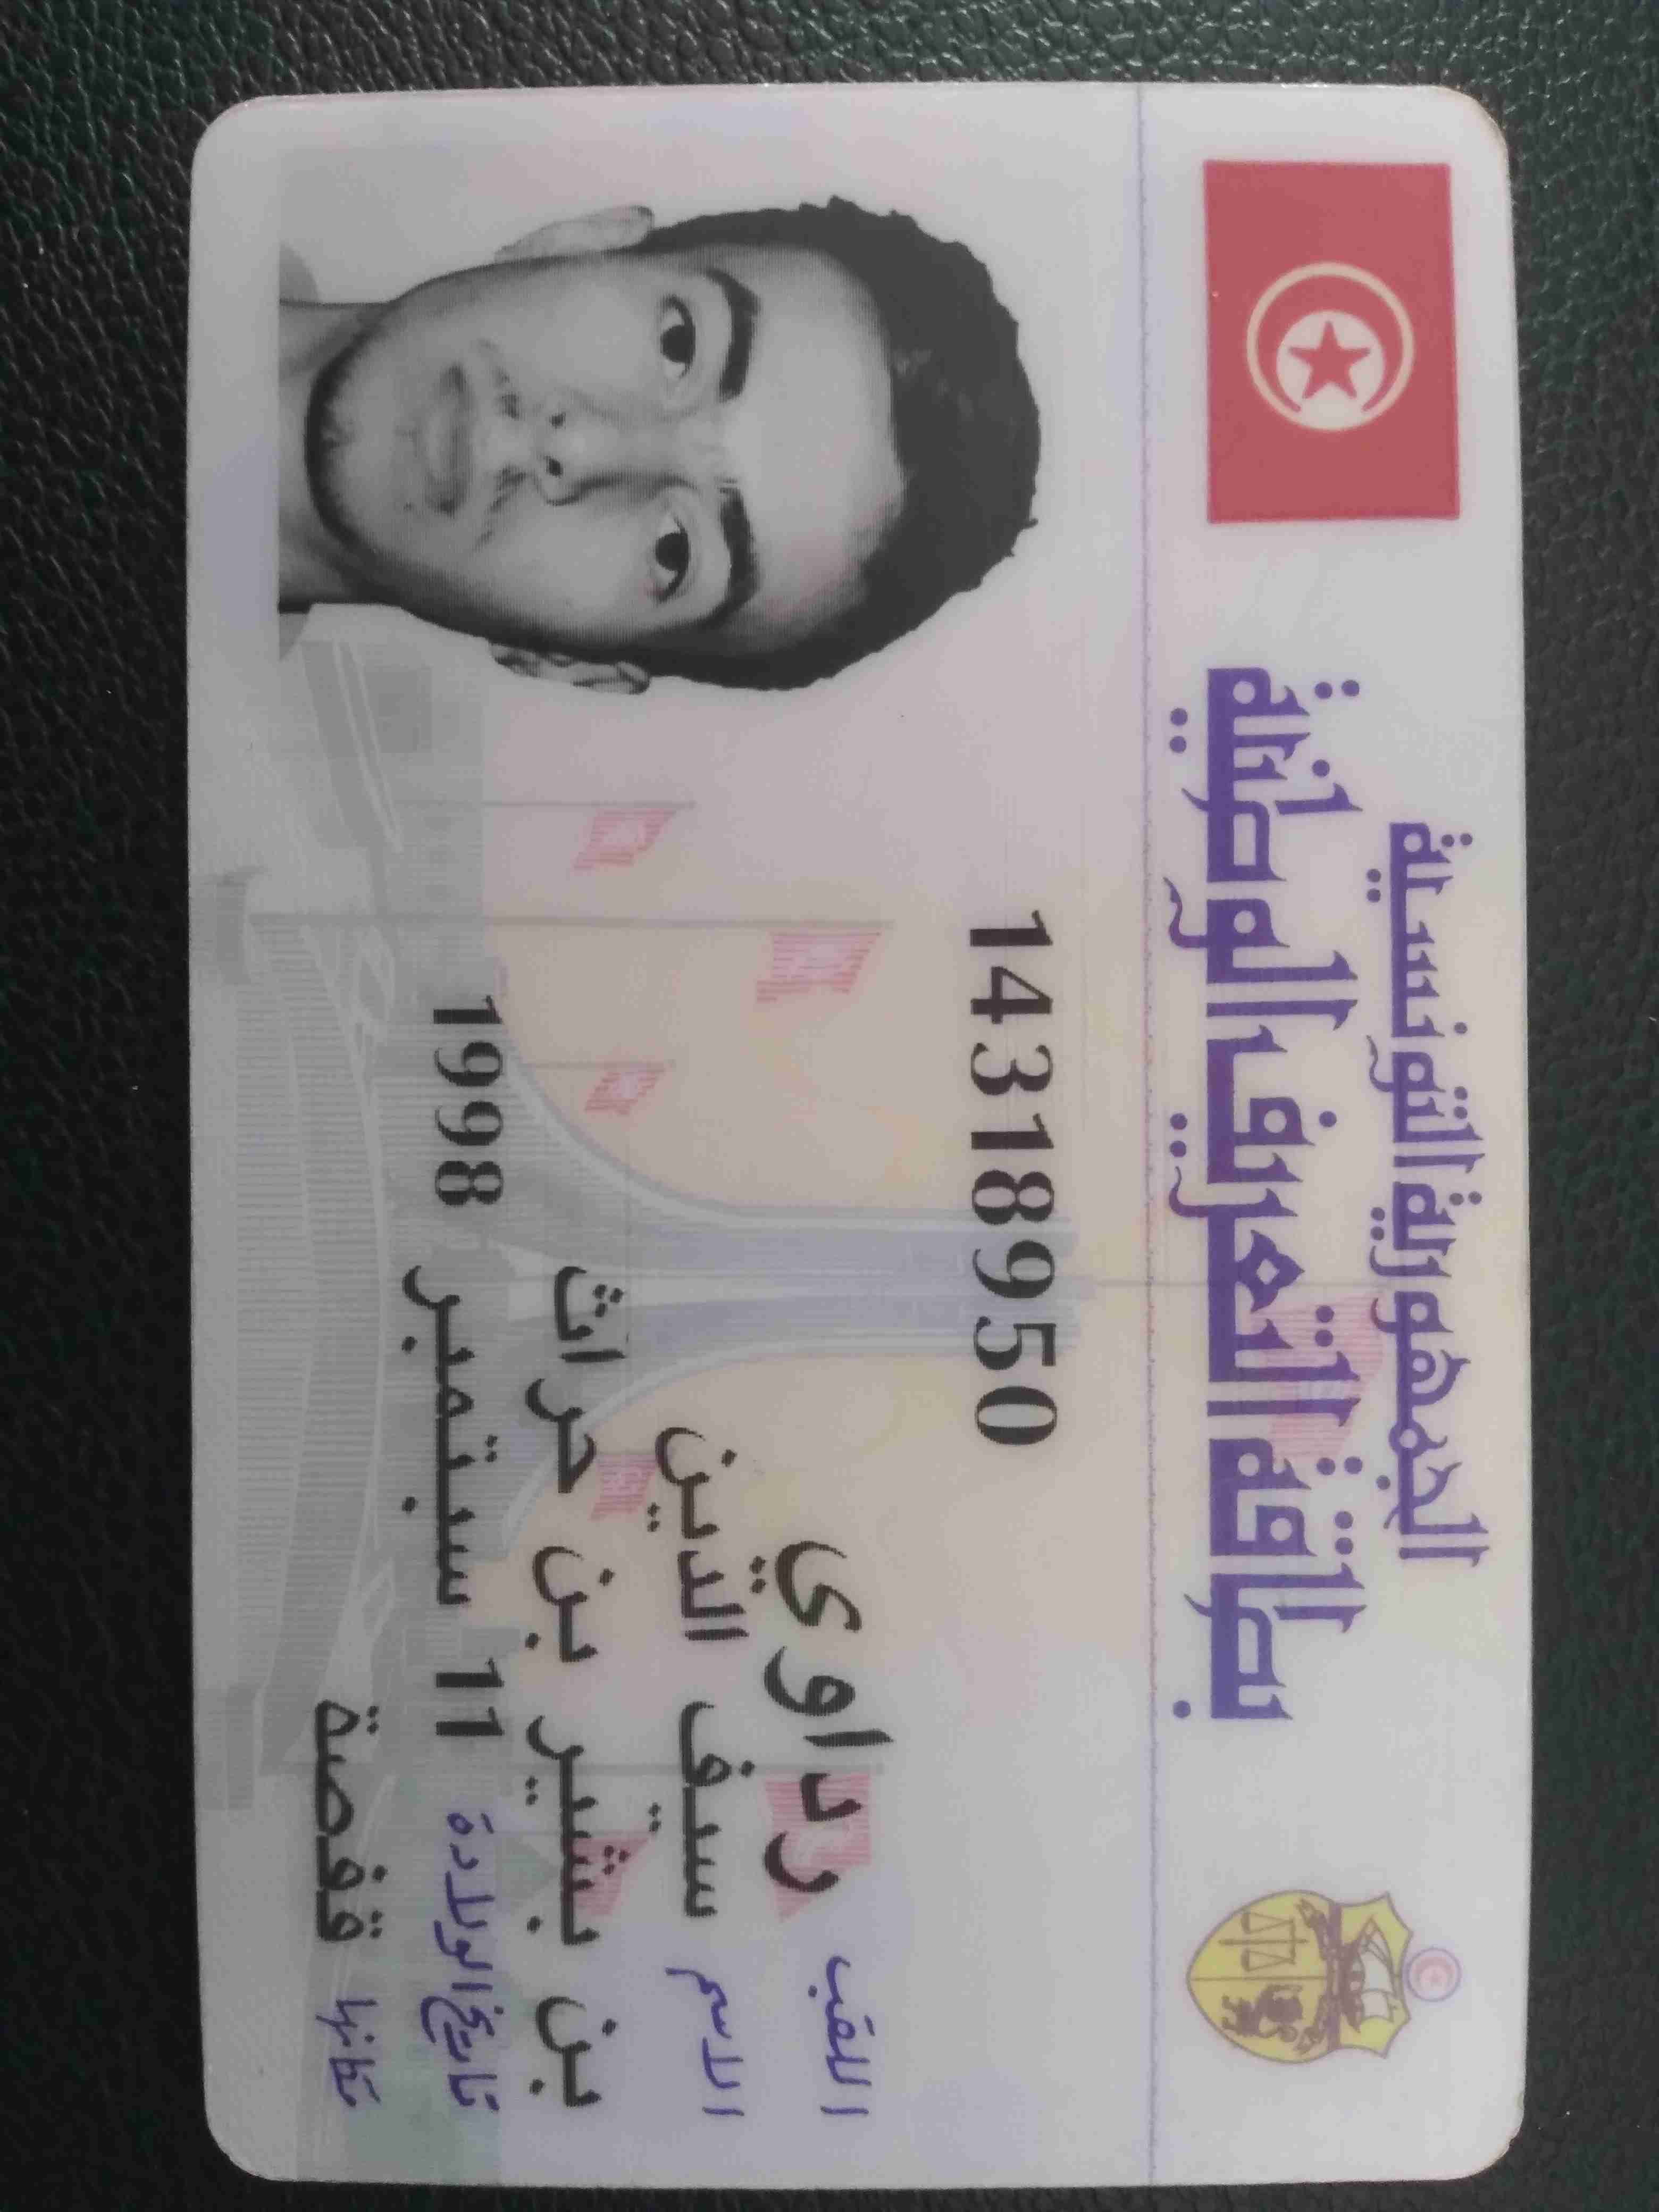 الجمهورية التونسية
بطاقة التعريف الوطنية
14318950
اللقب رداوي
الاسم سيف الدين
بن بشير بن حراث
تاريخ الولادة 11 سبتمبر 1998
مكانها قفصة